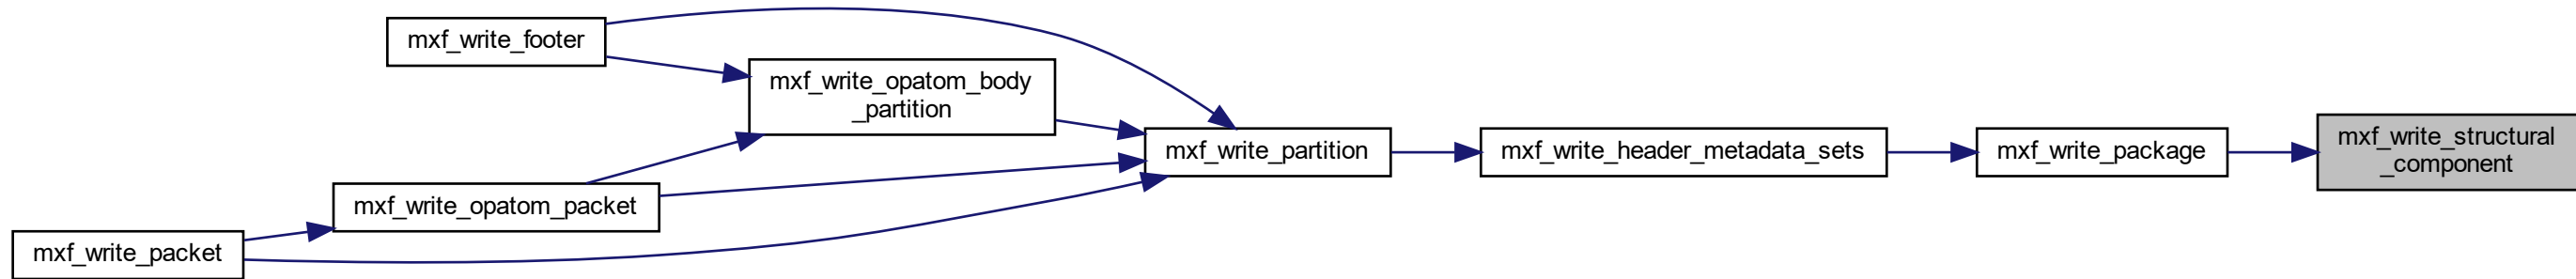 mxf_write_footer
mxf_write_opatom_body
_partition
mxf_write_opatom_packet
mxf_write_packet
mxf_write_partition
mxf_write_header_metadata_sets
mxf_write_package
mxf_write_structural
_component